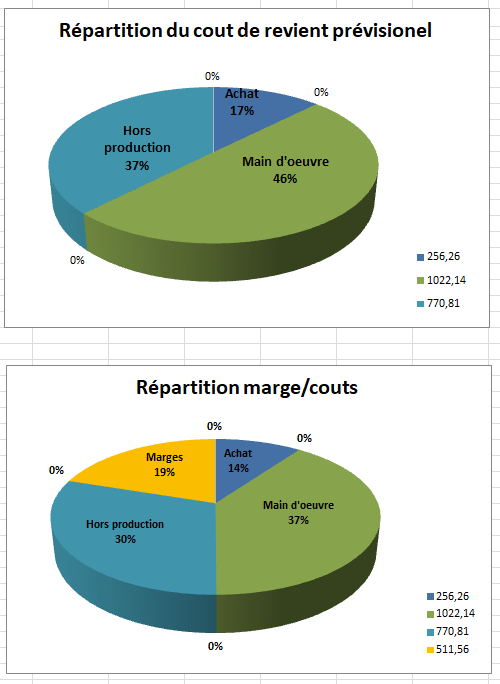 Répartition du cout de revient prévisionel
0%
Achat
17%
0%
Hors
production
37%
Main d'oeuvre
46%
0%
256,26
1022,14
770,81
Répartition marge/couts
0%
0%
Achat
14%
Marges
19%
0%
Main d'oeuvre
37%
Hors production
30%
0%
256,26
1022,14
770,81
511,56